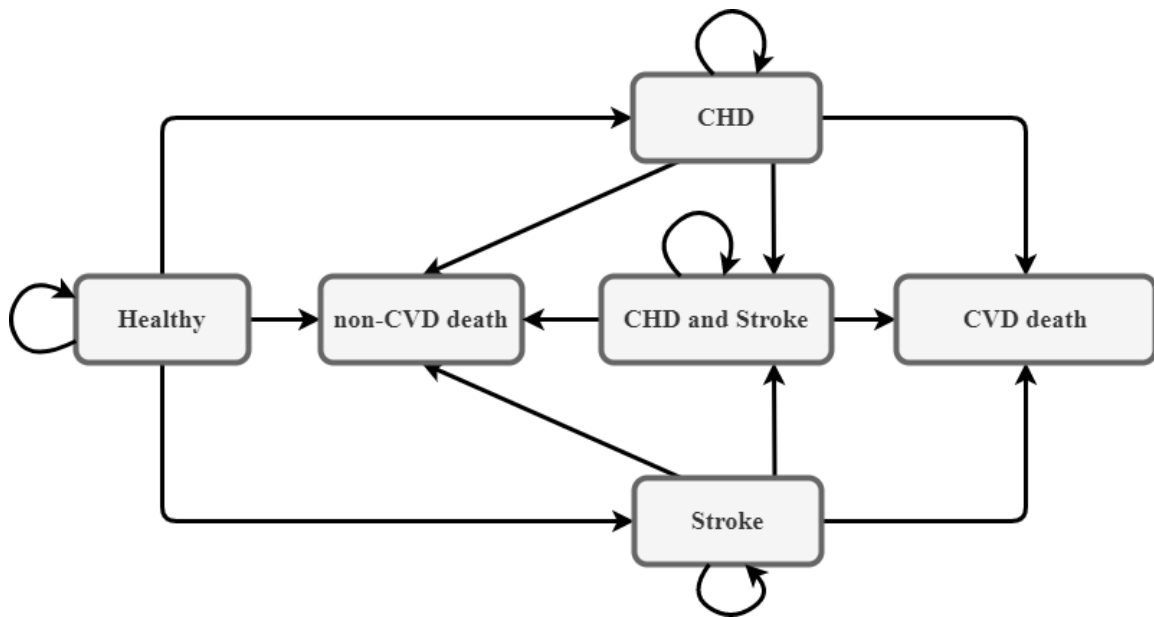 CHD
Healthy
non-CVD death
CHD and Stroke
CVD death
Stroke